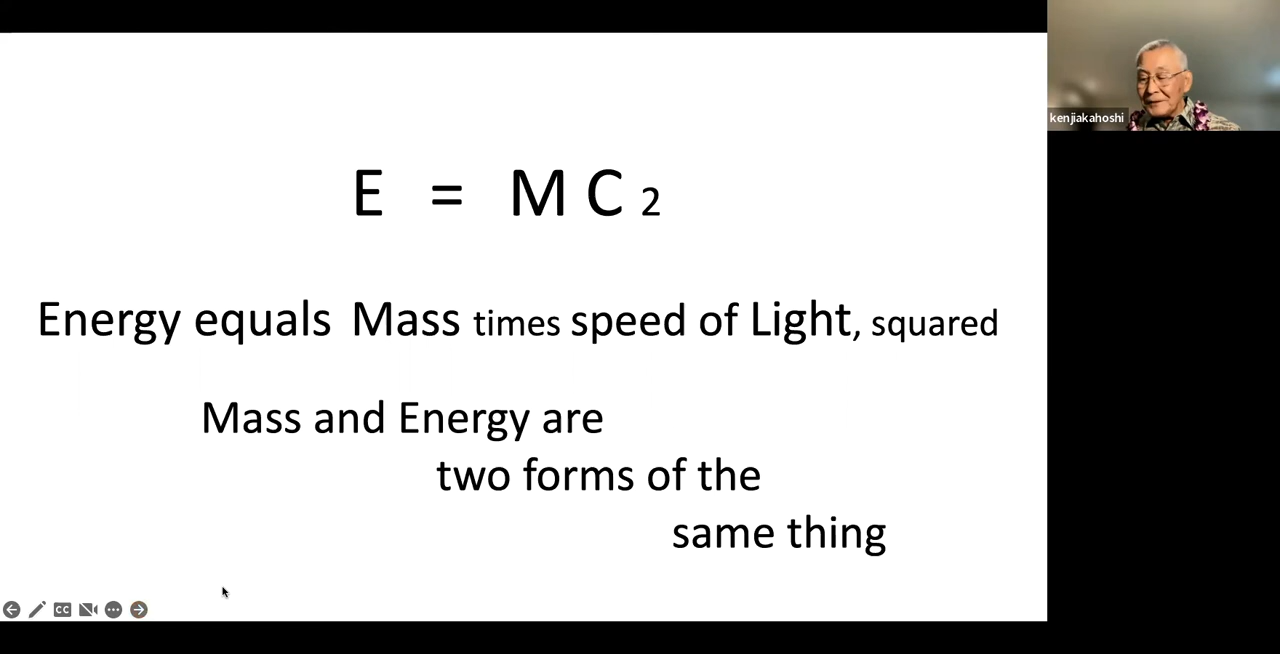 E = M C 2
Energy equals Mass times speed of Light, squared
Mass and Energy are
two forms of the
same thing
kenjiakahoshi
CC